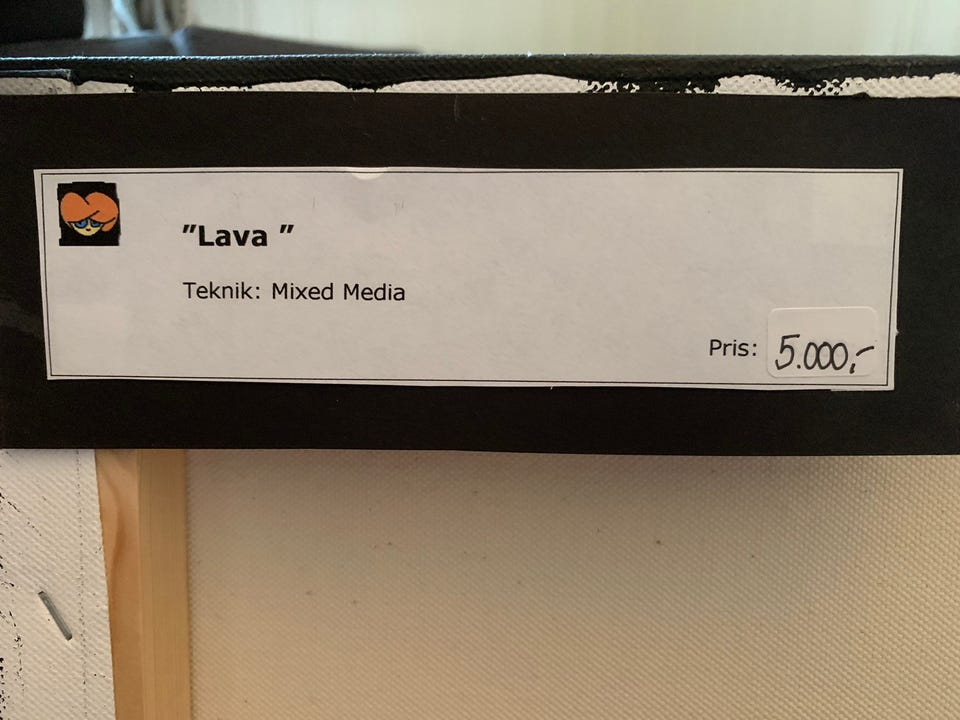 "Lava "
Teknik: Mixed Media
Pris: 5.000,-